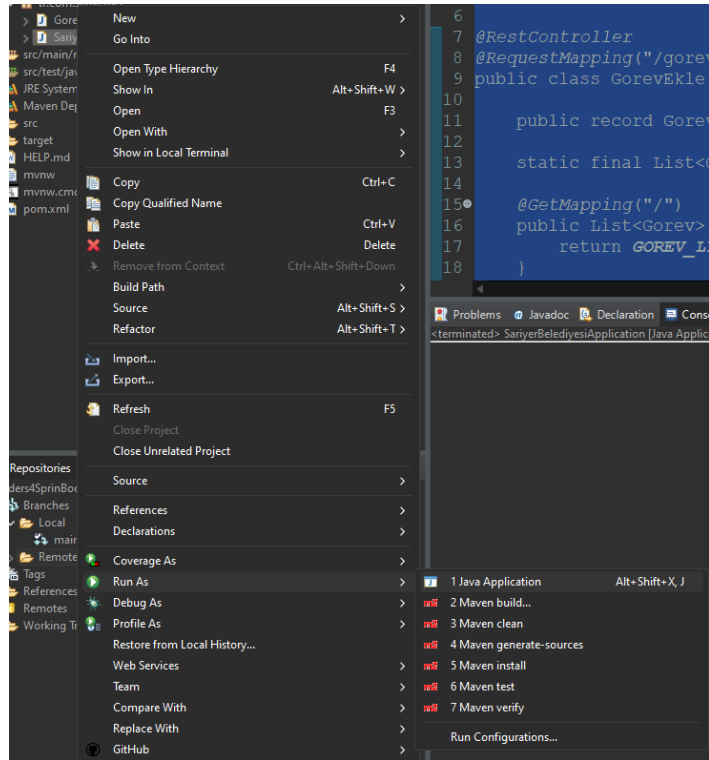 Gore
Sariy
src/main/r
src/test/jav
JRE System
Maven Dep
src
target
HELP.md
mvnw
mvnw.cmd
pom.xml
Repositories
ders4SprinBoo
Branches
Local
main
Remote
Tags
References
Remotes
Working Tr
New
Go Into
Open Type Hierarchy F4
Show In Alt+Shift+W
Open F3
Open With
Show in Local Terminal
Copy Ctrl+C
Copy Qualified Name
Paste Ctrl+V
Delete Delete
Remove from Context Ctrl+Alt+Shift+Down
Build Path
Source Alt+Shift+S
Refactor Alt+Shift+T
Import...
Export...
Refresh F5
Close Project
Close Unrelated Project
Source
References
Declarations
Coverage As
Run As
Debug As
Profile As
Restore from Local History...
Web Services
Team
Compare With
Replace With
GitHub
1 Java Application Alt+Shift+X, J
2 Maven build...
3 Maven clean
4 Maven generate-sources
5 Maven install
6 Maven test
7 Maven verify
Run Configurations...
6
7 @RestController
8 @RequestMapping("/gorev
9 public class GorevEkle
10
11 public record Gorev
12
13 static final List<G
14
15 @GetMapping("/")
16 public List<Gorev>
17 return GOREV_L
18 }
Problems Javadoc Declaration Cons
<terminated> SariyerBelediyesiApplication [Java Applic